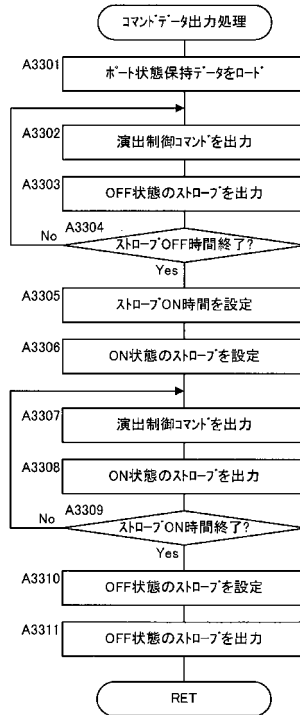 コマンドデータ出力処理
A3301
ポート状態保持データをロード
A3302
演出制御コマンドを出力
A3303
OFF状態のストローブを出力
A3304
No
ストローブOFF時間終了?
Yes
A3305
ストローブON時間を設定
A3306
ON状態のストローブを設定
A3307
演出制御コマンドを出力
A3308
ON状態のストローブを出力
A3309
No
ストローブON時間終了?
Yes
A3310
OFF状態のストローブを設定
A3311
OFF状態のストローブを出力
RET